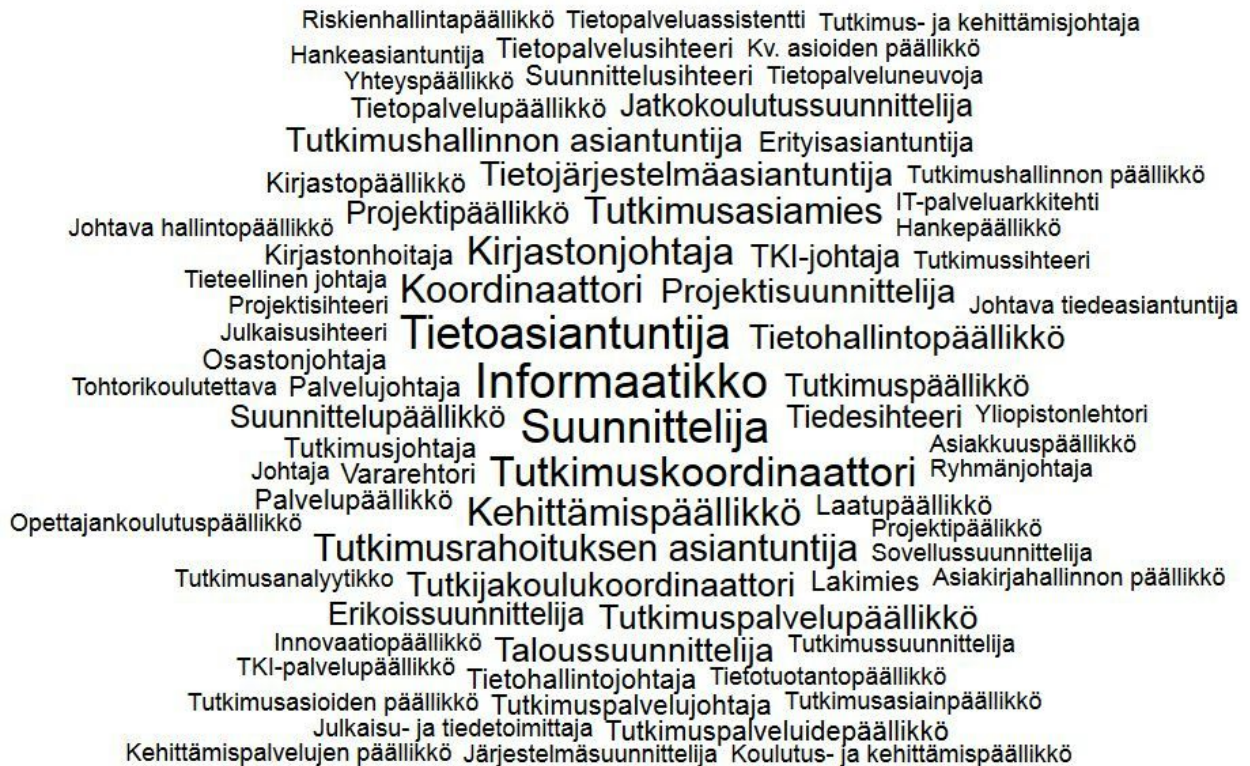 Riskienhallintapäällikkö Tietopalveluassistentti Tutkimus- ja kehittämisjohtaja
Hankeasiantuntija Tietopalvelusihteeri Kv. asioiden päällikkö
Yhteyspäällikkö Suunnittelusihteeri Tietopalveluneuvoja
Tietopalvelupäällikkö Jatkokoulutussuunnittelija
Tutkimushallinnon asiantuntija Erityisasiantuntija
Kirjastopäällikkö Tietojärjestelmäasiantuntija Tutkimushallinnon päällikkö
Johtava hallintopäällikkö Projektipäällikkö Tutkimusasiamies IT-palveluarkkitehti
Hankepäällikkö
Kirjastonhoitaja Kirjastonjohtaja TKI-johtaja Tutkimussihteeri
Tieteellinen johtaja
Projektisihteeri Koordinaattori Projektisuunnittelija Johtava tiedeasiantuntija
Julkaisusihteeri Tietoasiantuntija Tietohallintopäällikkö
Osastonjohtaja
Tohtorikoulutettava Palvelujohtaja Informaatikko Tutkimuspäällikkö
Suunnittelupäällikkö Suunnittelija Tiedesihteeri Yliopistonlehtori
Tutkimusjohtaja Asiakkuuspäällikkö
Johtaja Vararehtori Tutkimuskoordinaattori Ryhmänjohtaja
Palvelupäällikkö Kehittämispäällikkö Laatupäällikkö
Opettajankoulutuspäällikkö Projektipäälikkö
Tutkimusrahoituksen asiantuntija Sovellussuunnittelija
Tutkimusanalyytikko Tutkijakoulukoordinaattori Lakimies Asiakirjahallinnon päällikkö
Erikoissuunnittelija Tutkimuspalvelupäällikkö
Innovaatiopäällikkö Taloussuunnittelija Tutkimussuunnittelija
TKI-palvelupäällikkö Tietohallintojohtaja Tietotuotantopäällikkö
Tutkimusasioiden päällikkö Tutkimuspalvelujohtaja Tutkimusasiainpäällikkö
Julkaisu- ja tiedetoimittaja Tutkimuspalveluidepäällikkö
Kehittämispalvelujen päällikkö Järjestelmäsuunnittelija Koulutus- ja kehittämispäällikkö